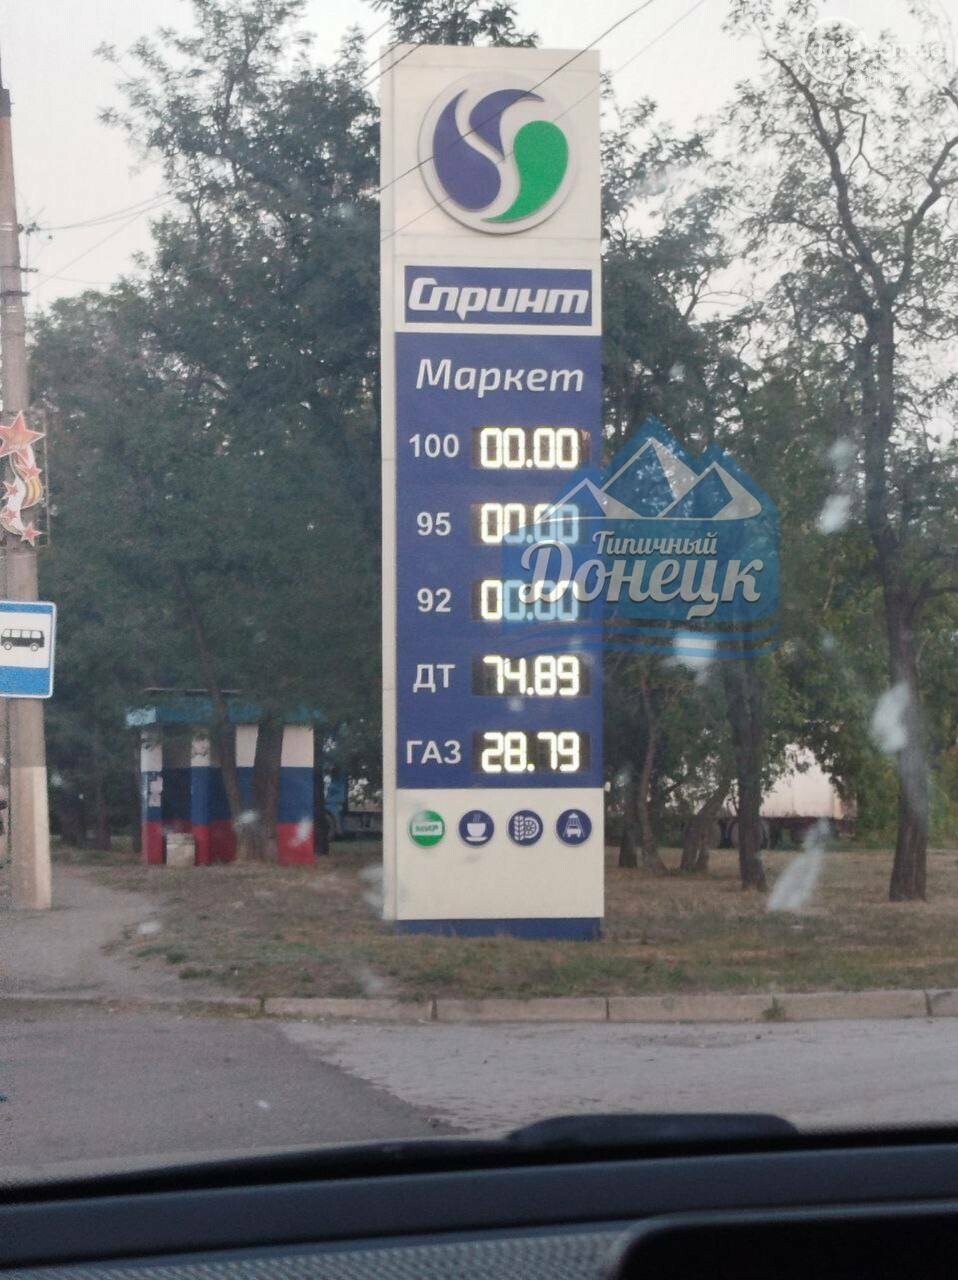 Спринт
Маркет
100 00.00
95 00.00
92 00.00
ДТ 74.89
ГАЗ 28.79
МИР
Типичный
Донецк